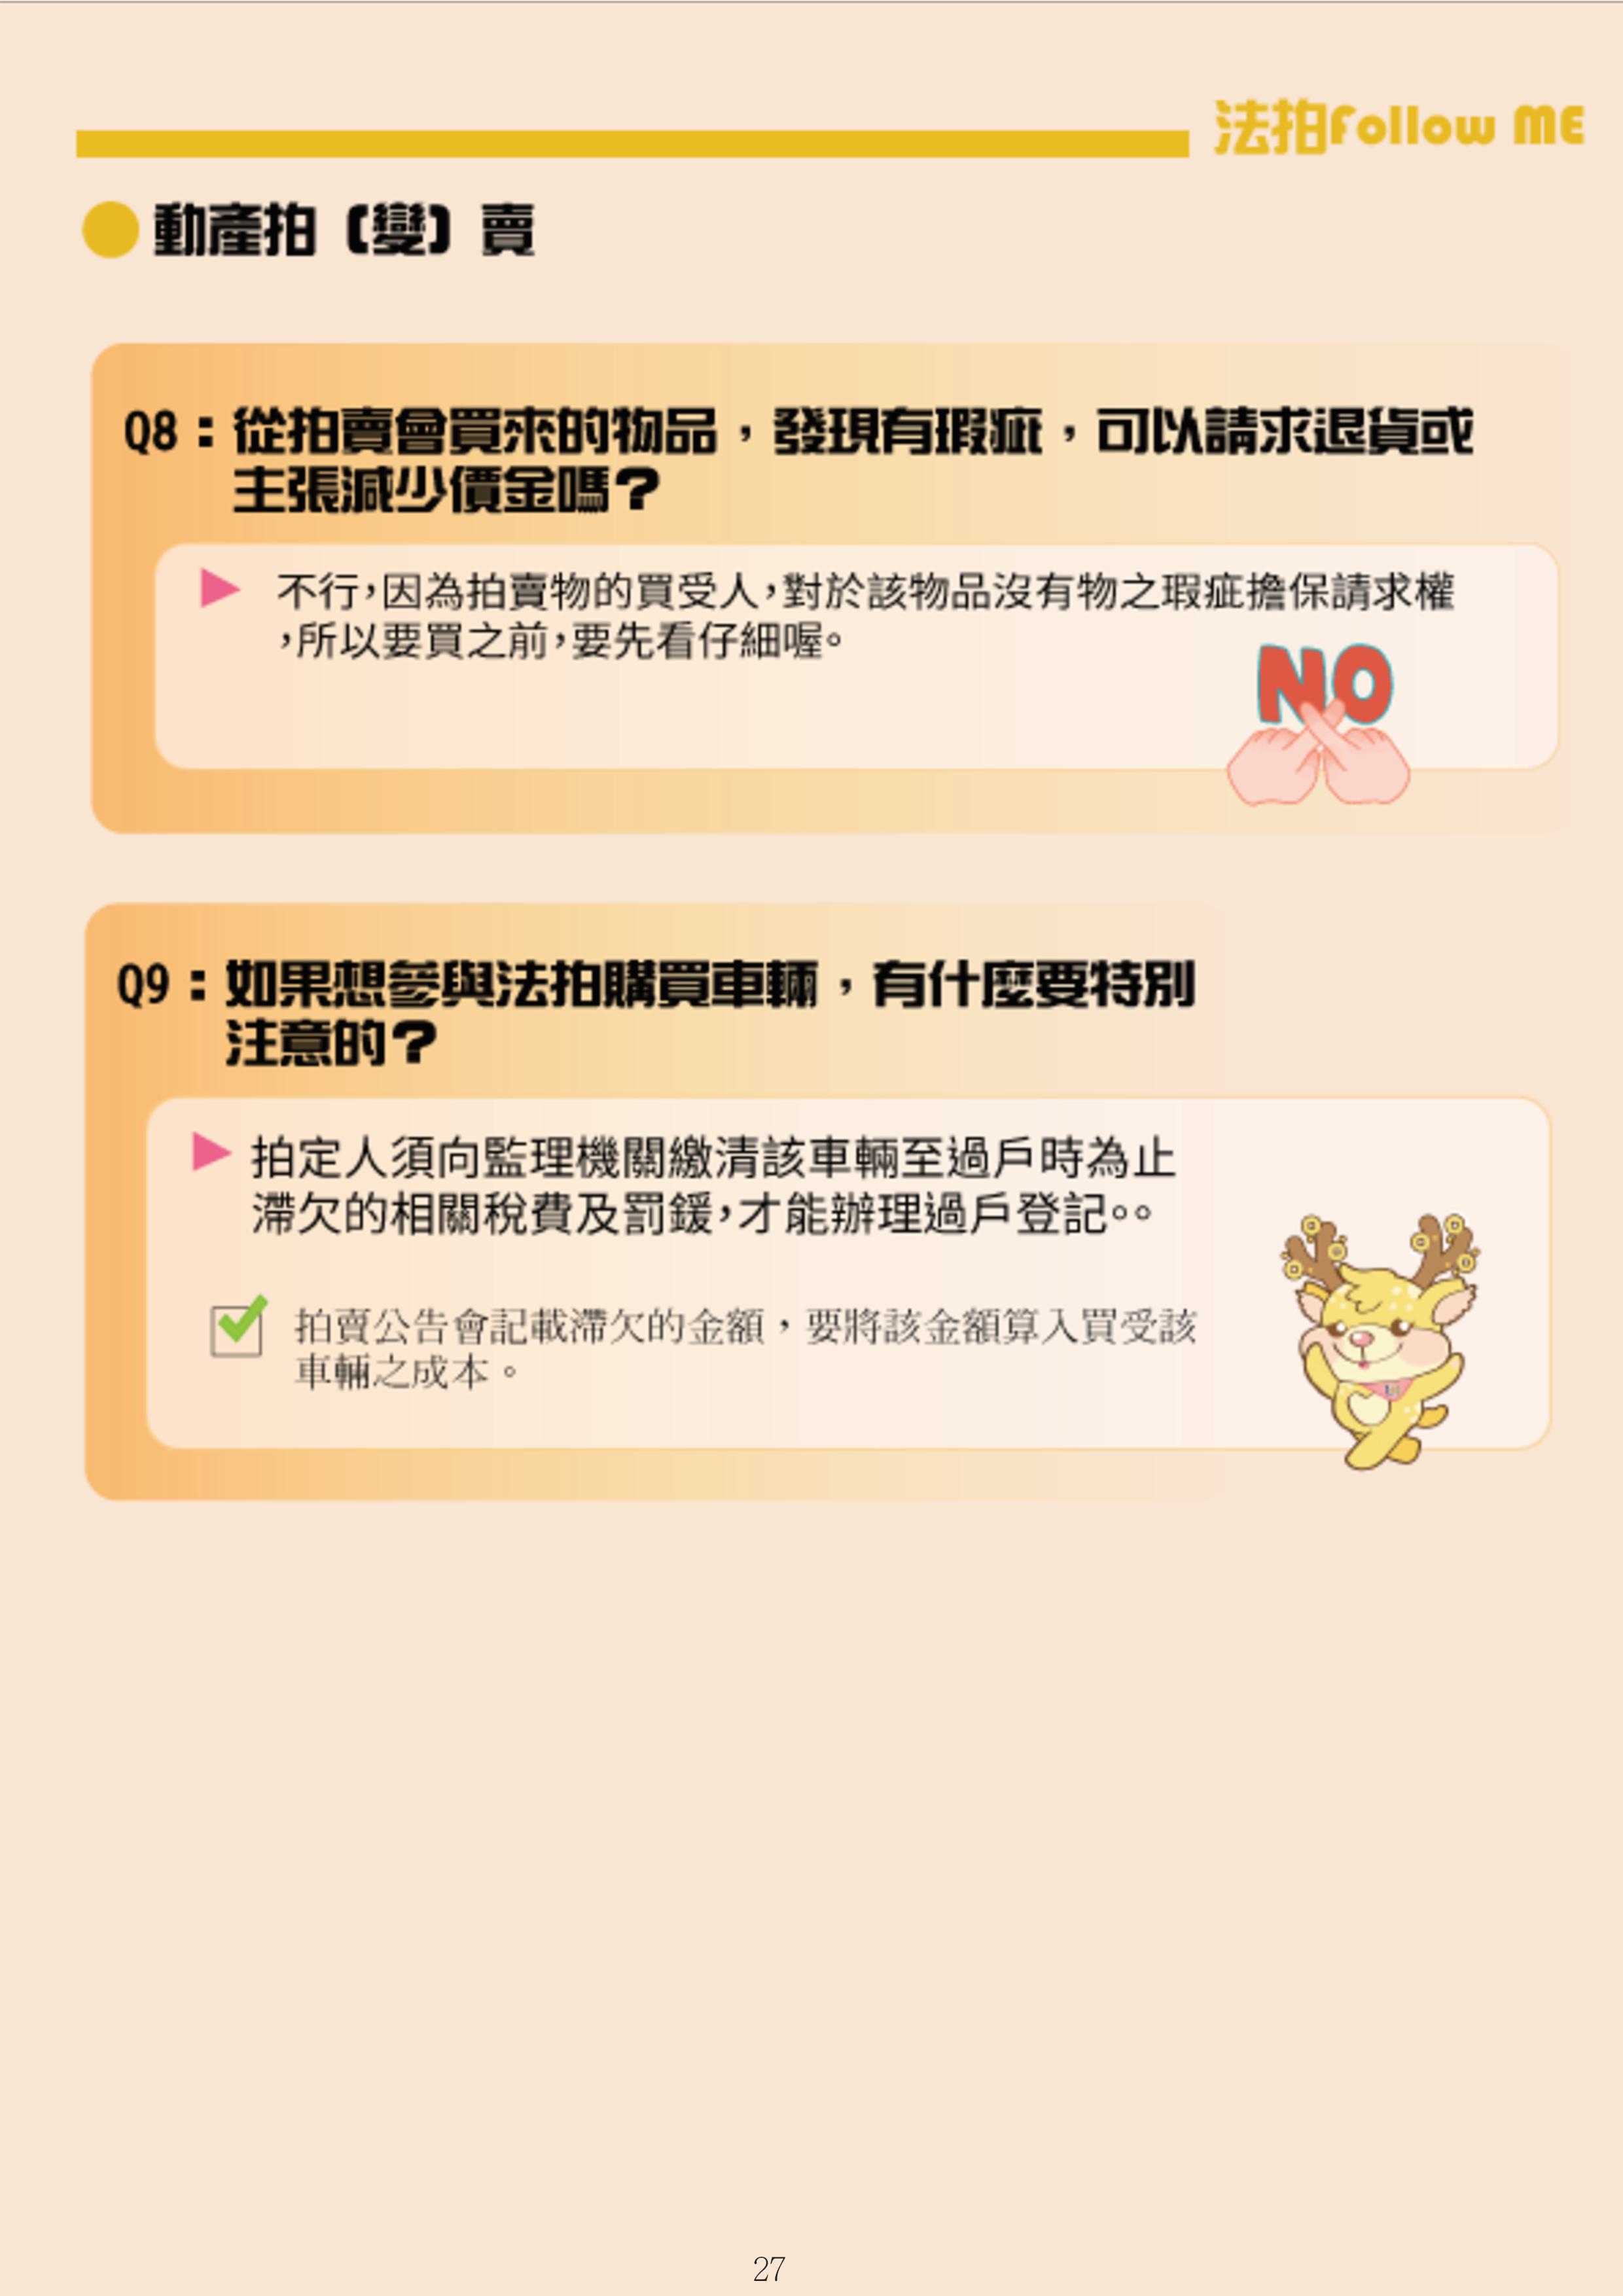 法拍Follow ME
動產拍（變）賣
Q8：從拍賣會買來的物品，發現有瑕疵，可以請求退貨或
主張減少價金嗎？
不行，因為拍賣物的買受人，對於該物品沒有物之瑕疵擔保請求權
，所以要買之前，要先看仔細喔。
NO
Q9：如果想參與法拍購買車輛，有什麼要特別
注意的？
拍定人須向監理機關繳清該車輛至過戶時為止
滯欠的相關稅費及罰鍰，才能辦理過戶登記。。
拍賣公告會記載滯欠的金額，要將該金額算入買受該
車輛之成本。
27